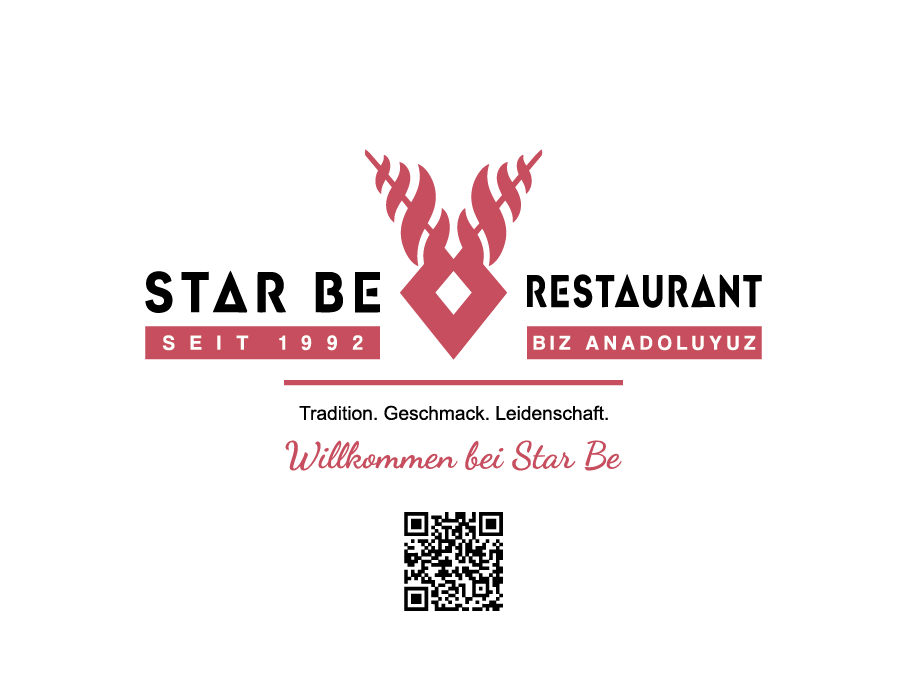 STAR BE RESTAURANT
SEIT 1992 BIZ ANADOLUYUZ
Tradition. Geschmack. Leidenschaft.
Willkommen bei Star Be